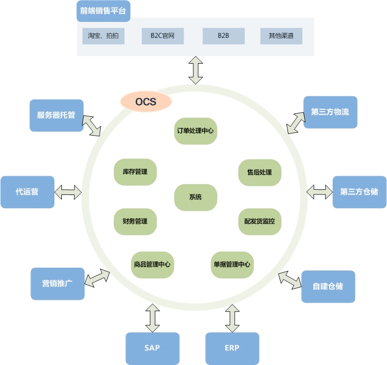 前端销售平台
淘宝，拍拍
B2C官网
B2B
其他渠道
OCS
服务器托管
第三方物流
订单处理中心
库存管理
售后处理
代运营
系统
第三方仓储
财务管理
配发货监控
商品管理中心
单据管理中心
营销推广
自建仓储
SAP
ERP